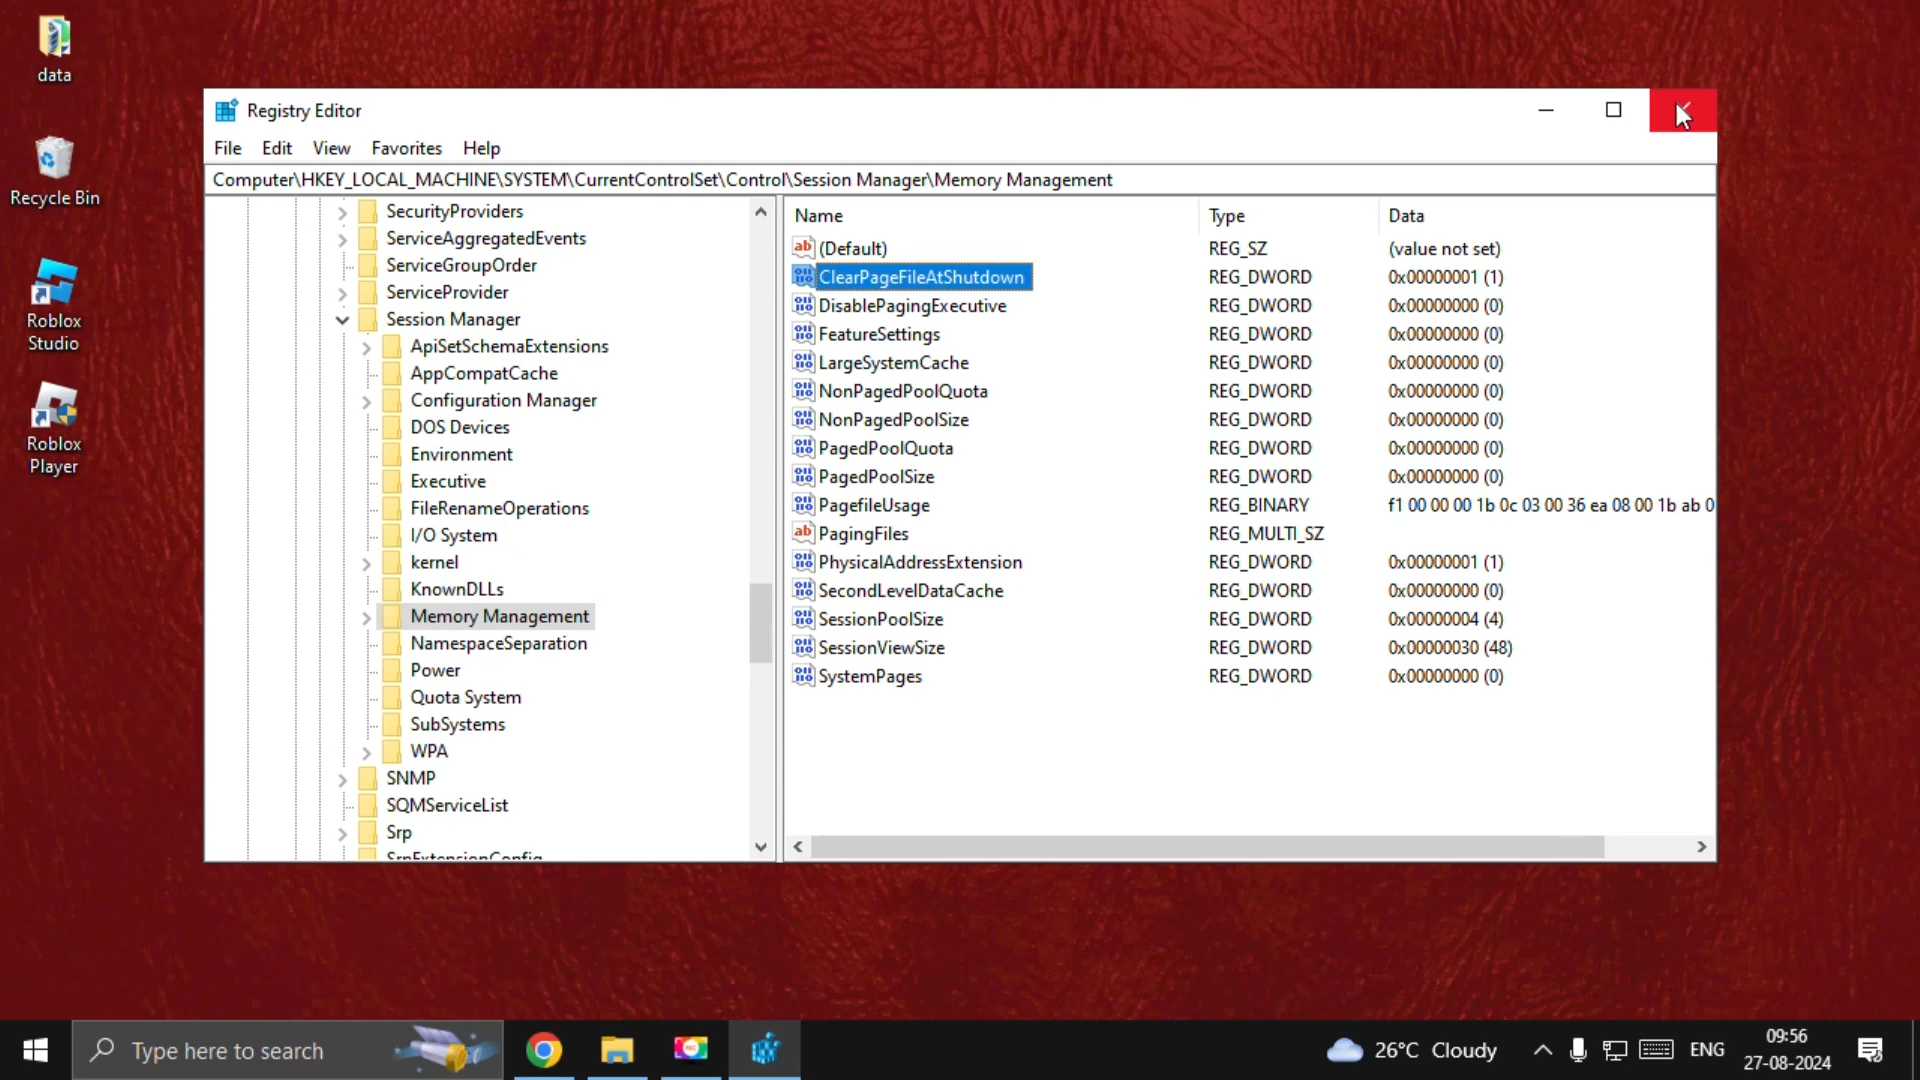 data
Recycle Bin
Roblox
Studio
Roblox
Player
Registry Editor
File Edit View Favorites Help
Computer\HKEY_LOCAL_MACHINE\SYSTEM\CurrentControlSet\Control\Session Manager\Memory Management
SecurityProviders
ServiceAggregatedEvents
ServiceGroupOrder
ServiceProvider
Session Manager
ApiSetSchemaExtensions
AppCompatCache
Configuration Manager
DOS Devices
Environment
Executive
FileRenameOperations
I/O System
kernel
KnownDLLs
Memory Management
NamespaceSeparation
Power
Quota System
SubSystems
WPA
SNMP
SQMServiceList
Srp
SrpExtensionConfig
Name Type Data
(Default) REG_SZ (value not set)
ClearPageFileAtShutdown REG_DWORD 0x00000001 (1)
DisablePagingExecutive REG_DWORD 0x00000000 (0)
FeatureSettings REG_DWORD 0x00000000 (0)
LargeSystemCache REG_DWORD 0x00000000 (0)
NonPagedPoolQuota REG_DWORD 0x00000000 (0)
NonPagedPoolSize REG_DWORD 0x00000000 (0)
PagedPoolQuota REG_DWORD 0x00000000 (0)
PagedPoolSize REG_DWORD 0x00000000 (0)
PagefileUsage REG_BINARY f1 00 00 00 1b 0c 03 00 36 ea 08 00 1b ab 0
PagingFiles REG_MULTI_SZ
PhysicalAddressExtension REG_DWORD 0x00000001 (1)
SecondLevelDataCache REG_DWORD 0x00000000 (0)
SessionPoolSize REG_DWORD 0x00000004 (4)
SessionViewSize REG_DWORD 0x00000030 (48)
SystemPages REG_DWORD 0x00000000 (0)
Type here to search
26°C Cloudy
ENG
09:56
27-08-2024